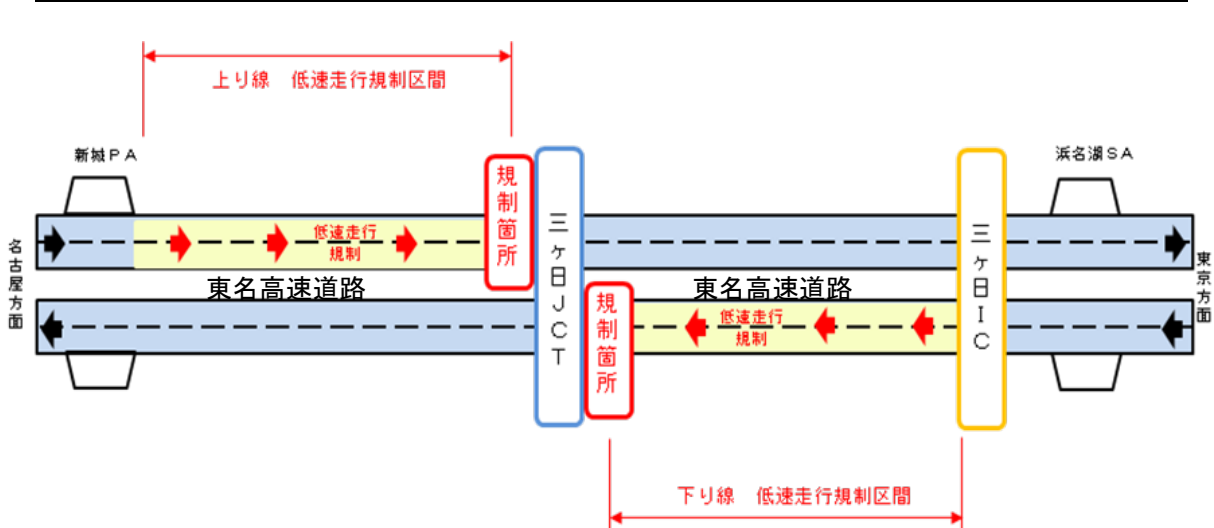 上り線　低速走行規制区間
新城ＰＡ
浜名湖ＳＡ
規制箇所
三ヶ日ＪＣＴ
三ヶ日ＩＣ
低速走行
規制
名古屋方面
東京方面
東名高速道路
東名高速道路
規制箇所
低速走行
規制
下り線　低速走行規制区間